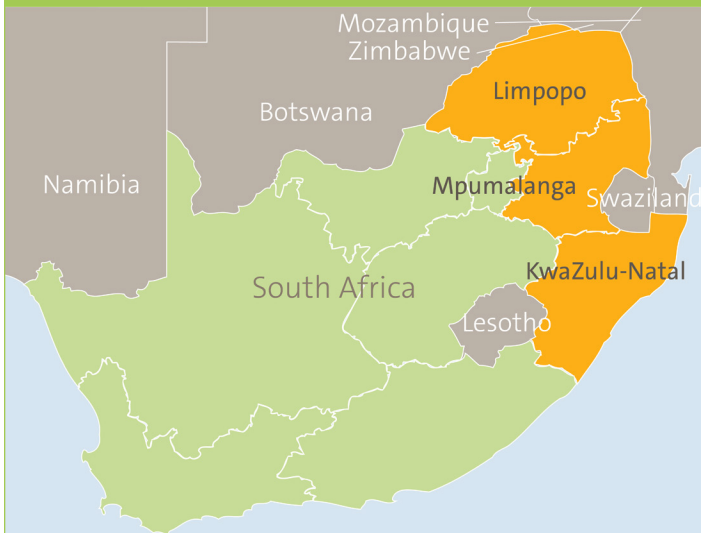 Mozambique
Zimbabwe
Limpopo
Botswana
Namibia
Mpumalanga
Swaziland
KwaZulu-Natal
South Africa
Lesotho